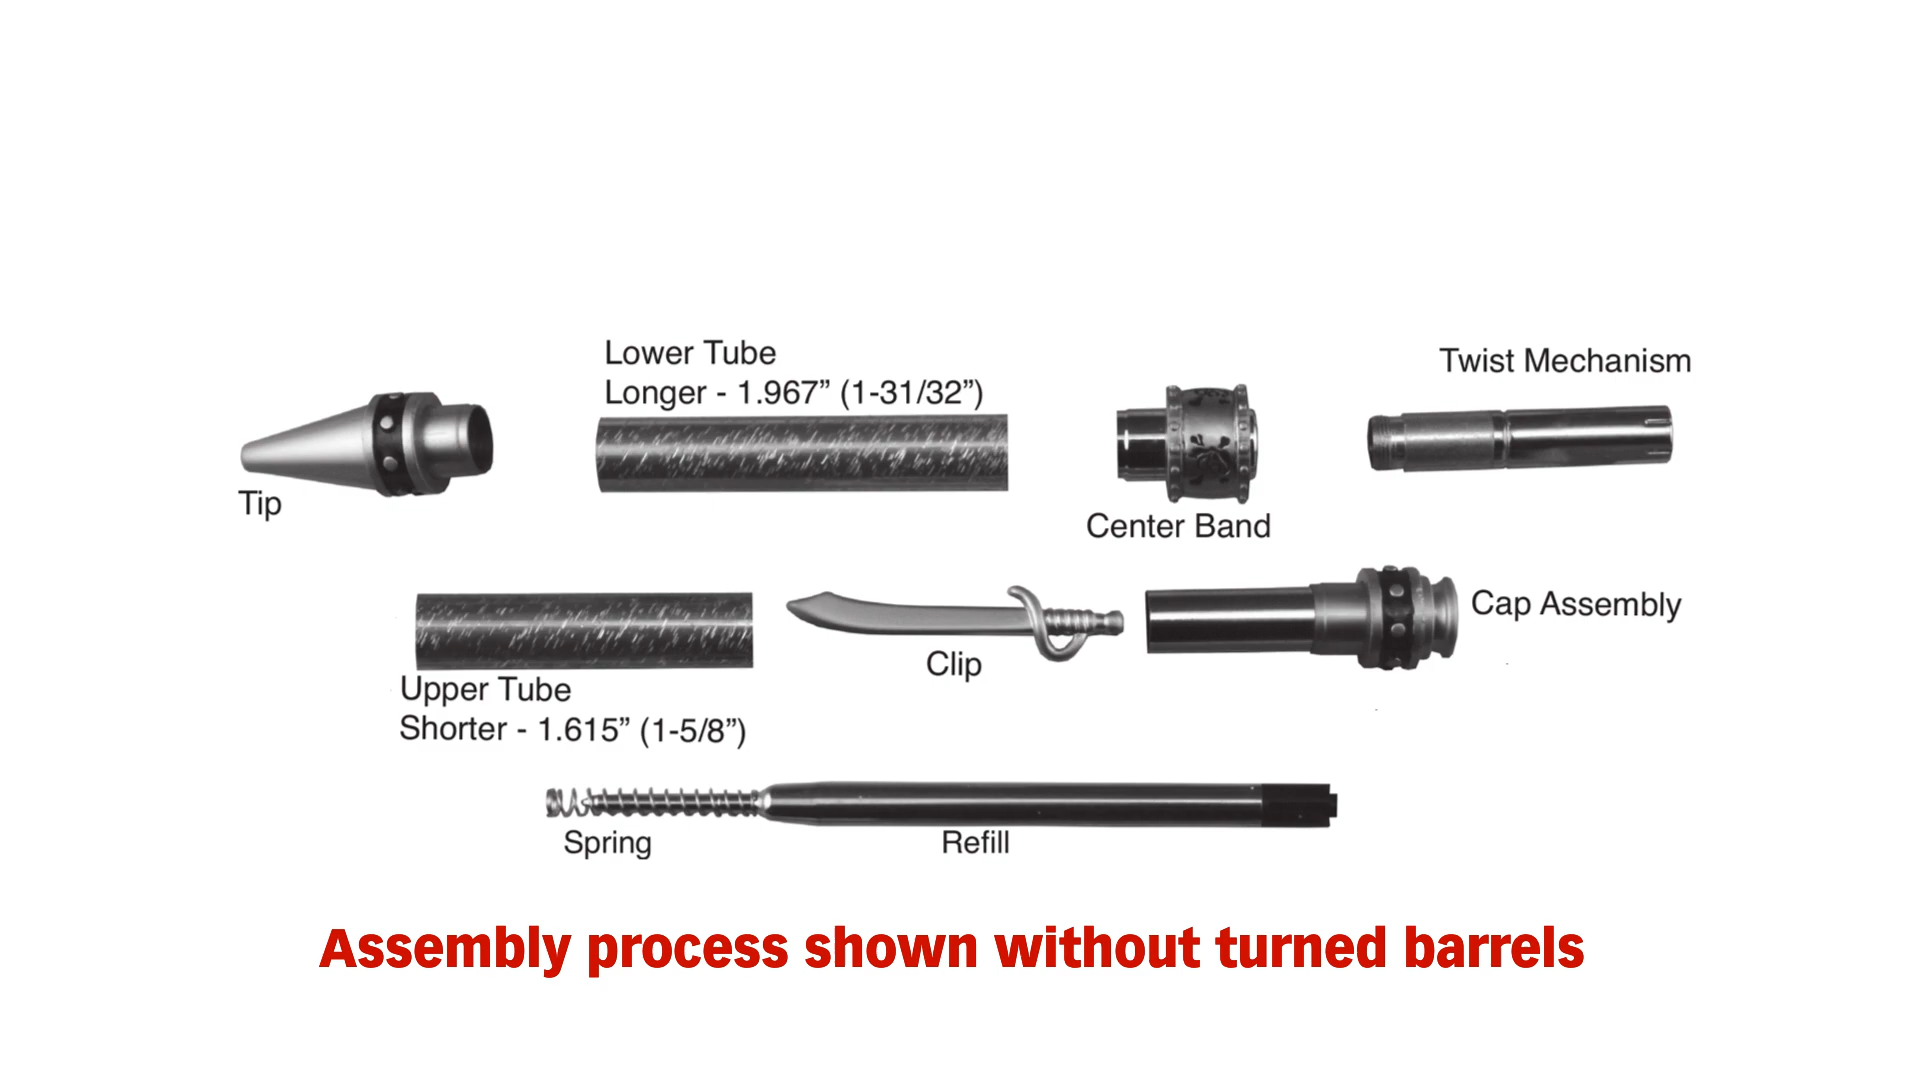 Lower Tube
Longer - 1.967” (1-31/32”)
Twist Mechanism
Tip
Center Band
Cap Assembly
Clip
Upper Tube
Shorter - 1.615” (1-5/8”)
Spring
Refill
Assembly process shown without turned barrels